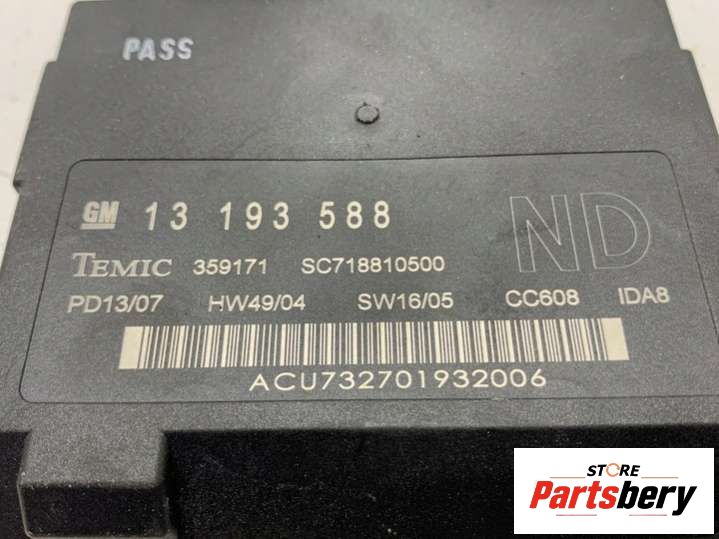 PASS
GM 13 193 588 ND
TEMIC 359171 SC718810500
PD13/07 HW49/04 SW16/05 CC608 IDA8
ACU732701932006
STORE
Partsbery